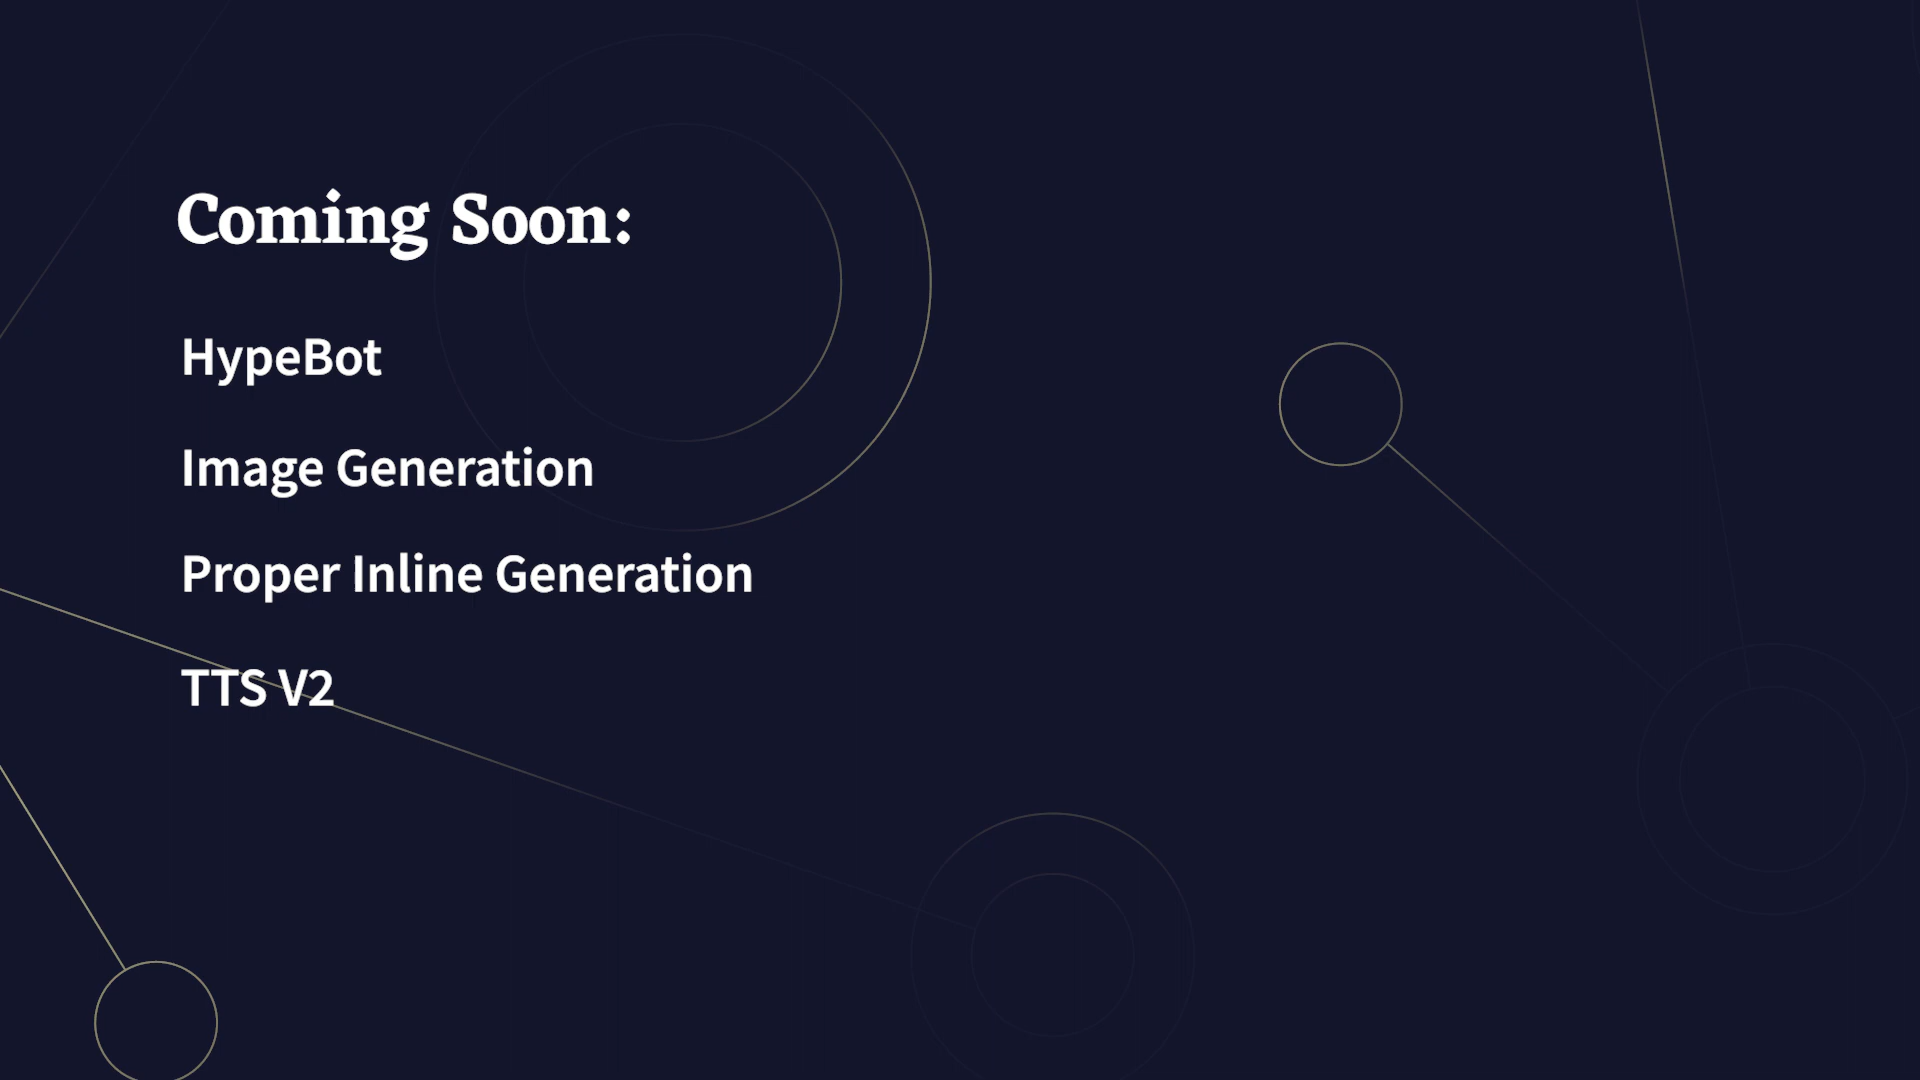 Coming Soon:
HypeBot
Image Generation
Proper Inline Generation
TTS V2